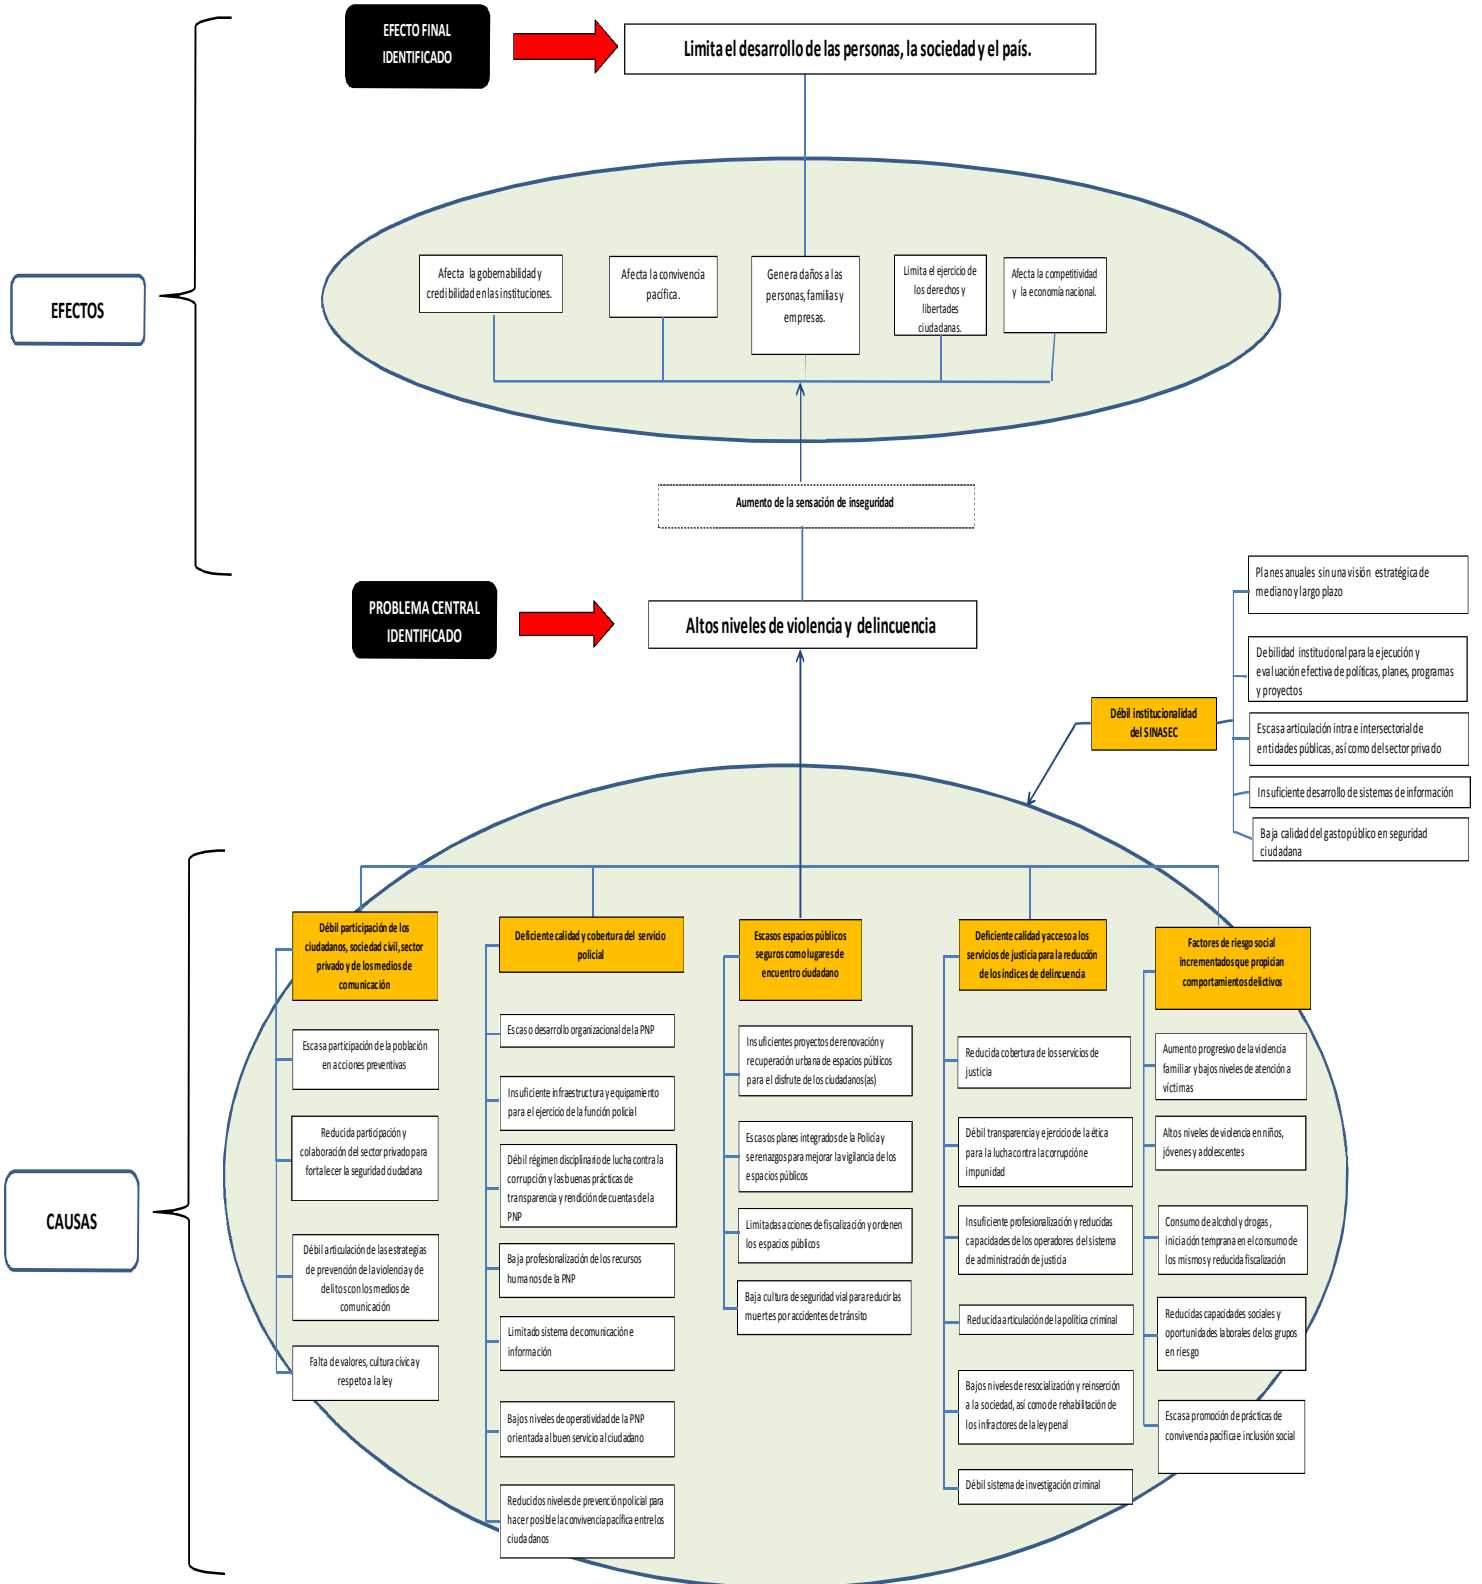 EFECTO FINAL
IDENTIFICADO
Limita el desarrollo de las personas, la sociedad y el país.
EFECTOS
Afecta la gobernabilidad y
credibilidad en las instituciones.
Afecta la convivencia
pacífica.
Genera daños a las
personas, familias y
empresas.
Limita el ejercicio de
los derechos y
libertades
ciudadanas.
Afecta la competitividad
y la economía nacional.
Aumento de la sensación de inseguridad
PROBLEMA CENTRAL
IDENTIFICADO
Altos niveles de violencia y delincuencia
Débil institucionalidad
del SINASEC
Planes anuales sin una visión estratégica de
mediano y largo plazo
Debilidad institucional para la ejecución y
evaluación efectiva de políticas, planes, programas
y proyectos
Escasa articulación intra e intersectorial de
entidades públicas, así como del sector privado
Insuficiente desarrollo de sistemas de información
Baja calidad del gasto público en seguridad
ciudadana
CAUSAS
Débil participación de los
ciudadanos, sociedad civil, sector
privado y de los medios de
comunicación
Escasa participación de la población
en acciones preventivas
Reducida participación y
colaboración del sector privado para
fortalecer la seguridad ciudadana
Débil articulación de las estrategias
de prevención de la violencia y de
delitos con los medios de
comunicación
Falta de valores, cultura cívica y
respeto a la ley
Deficiente calidad y cobertura del servicio
policial
Escaso desarrollo organizacional de la PNP
Insuficiente infraestructura y equipamiento
para el ejercicio de la función policial
Débil régimen disciplinario de lucha contra la
corrupción y las buenas prácticas de
transparencia y rendición de cuentas de la
PNP
Baja profesionalización de los recursos
humanos de la PNP
Limitado sistema de comunicación e
información
Bajos niveles de operatividad de la PNP
orientada al buen servicio al ciudadano
Reducidos niveles de prevención policial para
hacer posible la convivencia pacífica entre los
ciudadanos
Escasos espacios públicos
seguros como lugares de
encuentro ciudadano
Insuficientes proyectos de renovación y
recuperación urbana de espacios públicos
para el disfrute de los ciudadanos(as)
Escasos planes integrados de la Policía y
serenazgos para mejorar la vigilancia de los
espacios públicos
Limitadas acciones de fiscalización y orden en
los espacios públicos
Baja cultura de seguridad vial para reducir las
muertes por accidentes de tránsito
Deficiente calidad y acceso a los
servicios de justicia para la reducción
de los índices de delincuencia
Reducida cobertura de los servicios de
justicia
Débil transparencia y ejercicio de la ética
para la lucha contra la corrupción e
impunidad
Insuficiente profesionalización y reducidas
capacidades de los operadores del sistema
de administración de justicia
Reducida articulación de la política criminal
Bajos niveles de resocialización y reinserción
a la sociedad, así como de rehabilitación de
los infractores de la ley penal
Débil sistema de investigación criminal
Factores de riesgo social
incrementados que propician
comportamientos delictivos
Aumento progresivo de la violencia
familiar y bajos niveles de atención a
víctimas
Altos niveles de violencia en niños,
jóvenes y adolescentes
Consumo de alcohol y drogas ,
iniciación temprana en el consumo de
los mismos y reducida fiscalización
Reducidas capacidades sociales y
oportunidades laborales de los grupos
en riesgo
Escasa promoción de prácticas de
convivencia pacífica e inclusión social